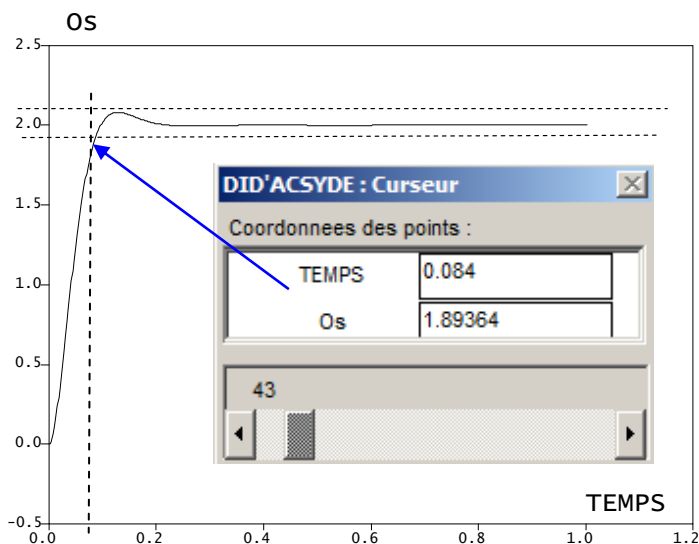 Os
2.5
2.0
1.5
1.0
0.5
0.0
-0.5
0.0 0.2 0.4 0.6 0.8 1.0 1.2
TEMPS
DID'ACSYDE : Curseur
Coordonnees des points :
TEMPS 0.084
Os 1.89364
43